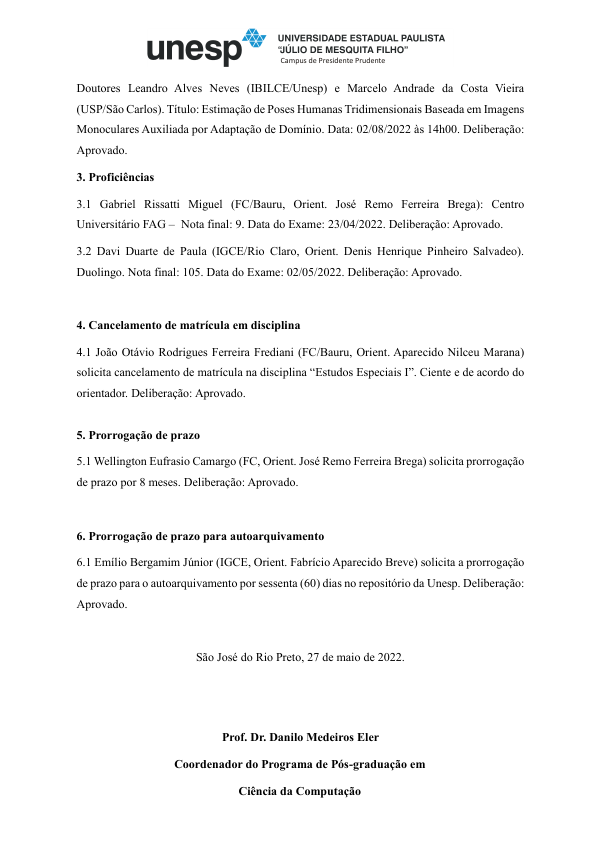 unesp
UNIVERSIDADE ESTADUAL PAULISTA
“JÚLIO DE MESQUITA FILHO”
Campus de Presidente Prudente
Doutores Leandro Alves Neves (IBILCE/Unesp) e Marcelo Andrade da Costa Vieira
(USP/São Carlos). Título: Estimação de Poses Humanas Tridimensionais Baseada em Imagens
Monoculares Auxiliada por Adaptação de Domínio. Data: 02/08/2022 às 14h00. Deliberação:
Aprovado.
3. Proficiências
3.1 Gabriel Rissatti Miguel (FC/Bauru, Orient. José Remo Ferreira Brega): Centro
Universitário FAG – Nota final: 9. Data do Exame: 23/04/2022. Deliberação: Aprovado.
3.2 Davi Duarte de Paula (IGCE/Rio Claro, Orient. Denis Henrique Pinheiro Salvadeo).
Duolingo. Nota final: 105. Data do Exame: 02/05/2022. Deliberação: Aprovado.
4. Cancelamento de matrícula em disciplina
4.1 João Otávio Rodrigues Ferreira Frediani (FC/Bauru, Orient. Aparecido Nilceu Marana)
solicita cancelamento de matrícula na disciplina “Estudos Especiais I”. Ciente e de acordo do
orientador. Deliberação: Aprovado.
5. Prorrogação de prazo
5.1 Wellington Eufrasio Camargo (FC, Orient. José Remo Ferreira Brega) solicita prorrogação
de prazo por 8 meses. Deliberação: Aprovado.
6. Prorrogação de prazo para autoarquivamento
6.1 Emílio Bergamim Júnior (IGCE, Orient. Fabrício Aparecido Breve) solicita a prorrogação
de prazo para o autoarquivamento por sessenta (60) dias no repositório da Unesp. Deliberação:
Aprovado.
São José do Rio Preto, 27 de maio de 2022.
Prof. Dr. Danilo Medeiros Eler
Coordenador do Programa de Pós-graduação em
Ciência da Computação